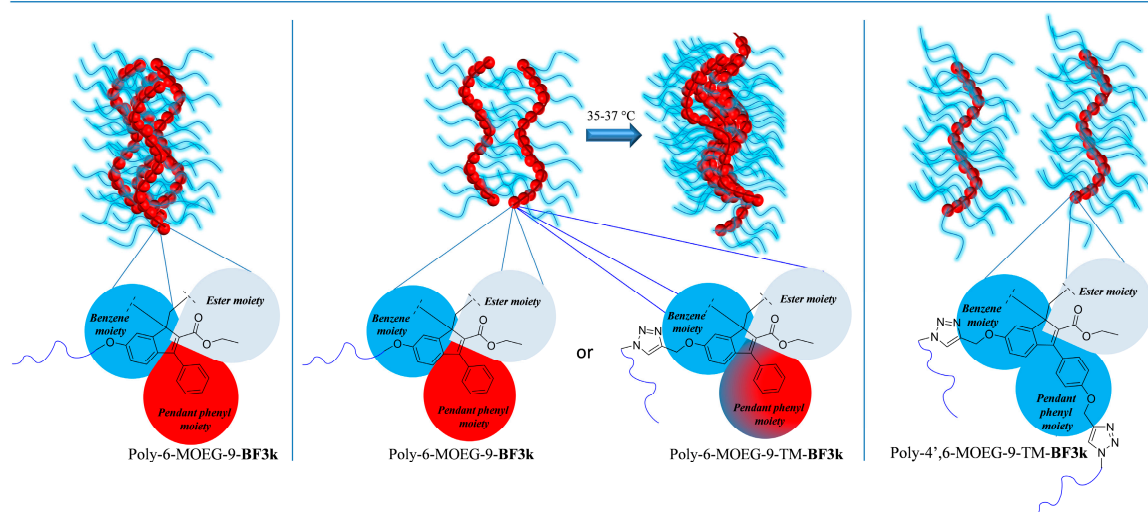 35-37 °C
Ester moiety
Benzene
moiety
O
O
O
Pendant phenyl
moiety
Poly-6-MOEG-9-BF3k
Ester moiety
Benzene
moiety
O
O
O
Pendant phenyl
moiety
Poly-6-MOEG-9-BF3k
or
Ester moiety
Benzene
moiety
N
N
N
O
O
O
Pendant phenyl
moiety
Poly-6-MOEG-9-TM-BF3k
Ester moiety
Benzene
moiety
N
N
N
O
O
O
Pendant
phenyl
moiety
O
N
N
N
Poly-4',6-MOEG-9-TM-BF3k